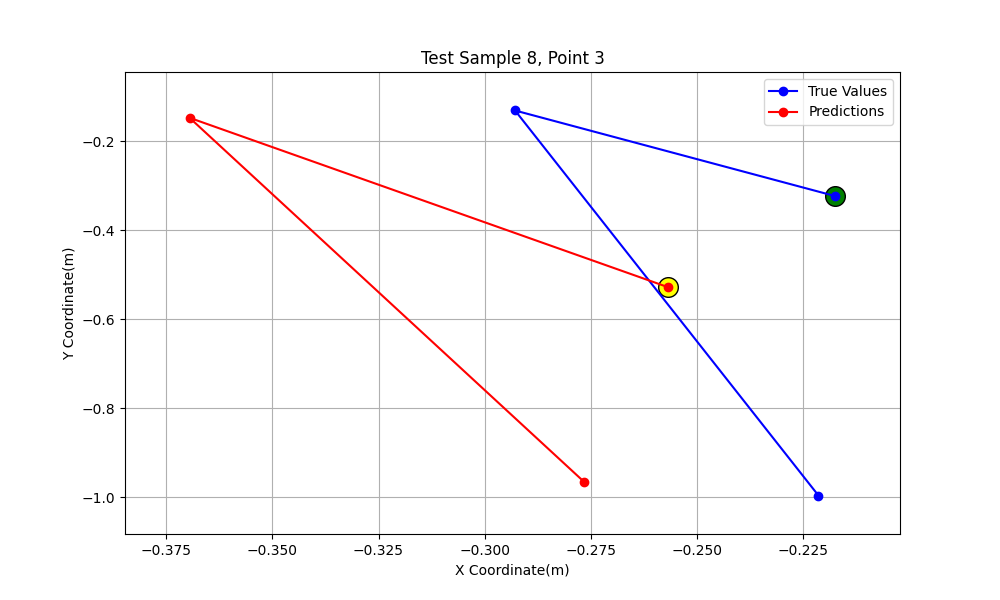 Test Sample 8, Point 3
True Values
Predictions
−0.2
−0.4
−0.6
−0.8
−1.0
Y Coordinate(m)
−0.375 −0.350 −0.325 −0.300 −0.275 −0.250 −0.225
X Coordinate(m)